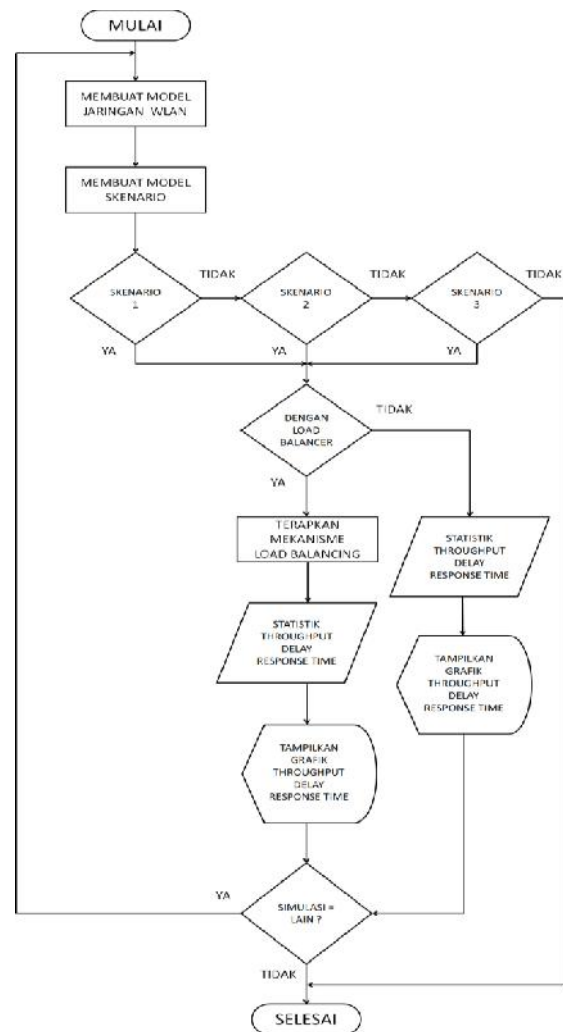 MULAI
MEMBUAT MODEL
JARINGAN WLAN
MEMBUAT MODEL
SKENARIO
SKENARIO
1
TIDAK
SKENARIO
2
TIDAK
SKENARIO
3
TIDAK
YA
YA
YA
DENGAN
LOAD
BALANCER
TIDAK
YA
TERAPKAN
MEKANISME
LOAD BALANCING
STATISTIK
THROUGHPUT
DELAY
RESPONSE TIME
STATISTIK
THROUGHPUT
DELAY
RESPONSE TIME
TAMPILKAN
GRAFIK
THROUGHPUT
DELAY
RESPONSE TIME
TAMPILKAN
GRAFIK
THROUGHPUT
DELAY
RESPONSE TIME
YA
SIMULASI =
LAIN ?
TIDAK
SELESAI